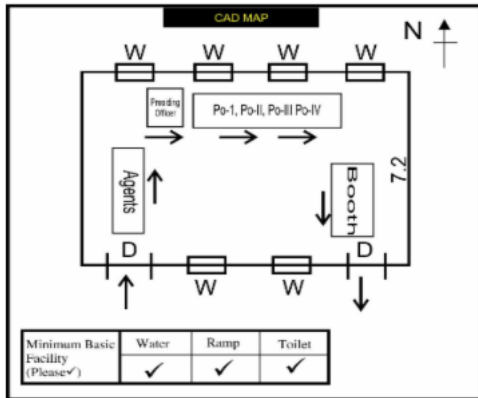 CAD MAP
N
W W W W
Presiding
Officer
Po-1, Po-II, Po-III Po-IV
Agents
Booth
7.2
D
D
W W
Minimum Basic
Facility
(Please✓)
Water Ramp Toilet
✓ ✓ ✓